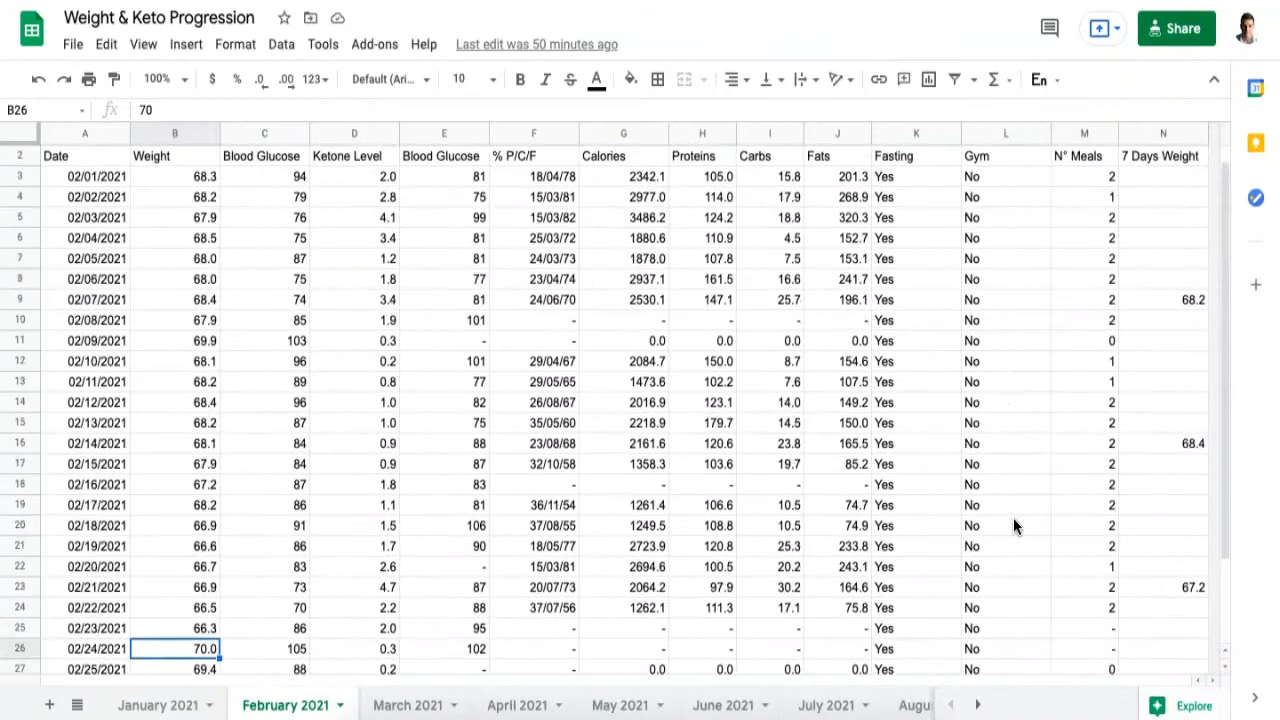 Weight & Keto Progression
File Edit View Insert Format Data Tools Add-ons Help Last edit was 50 minutes ago
Share
100% $ % .0 .00 123 Default (Ari... 10 B I S A Σ En
B26 fx 70
A B C D E F G H I J K L M N
2 Date Weight Blood Glucose Ketone Level Blood Glucose % P/C/F Calories Proteins Carbs Fats Fasting Gym N° Meals 7 Days Weight
3 02/01/2021 68.3 94 2.0 81 18/04/78 2342.1 105.0 15.8 201.3 Yes No 2
4 02/02/2021 68.2 79 2.8 75 15/03/81 2977.0 114.0 17.9 268.9 Yes No 1
5 02/03/2021 67.9 76 4.1 99 15/03/82 3486.2 124.2 18.8 320.3 Yes No 2
6 02/04/2021 68.5 75 3.4 81 25/03/72 1880.6 110.9 4.5 152.7 Yes No 2
7 02/05/2021 68.0 87 1.2 81 24/03/73 1878.0 107.8 7.5 153.1 Yes No 2
8 02/06/2021 68.0 75 1.8 77 23/04/74 2937.1 161.5 16.6 241.7 Yes No 2
9 02/07/2021 68.4 74 3.4 81 24/06/70 2530.1 147.1 25.7 196.1 Yes No 2 68.2
10 02/08/2021 67.9 85 1.9 101 - - - - - Yes No 2
11 02/09/2021 69.9 103 0.3 - - 0.0 0.0 0.0 0.0 Yes No 0
12 02/10/2021 68.1 96 0.2 101 29/04/67 2084.7 150.0 8.7 154.6 Yes No 1
13 02/11/2021 68.2 89 0.8 77 29/05/65 1473.6 102.2 7.6 107.5 Yes No 1
14 02/12/2021 68.4 96 1.0 82 26/08/67 2016.9 123.1 14.0 149.2 Yes No 2
15 02/13/2021 68.2 87 1.0 75 35/05/60 2218.9 179.7 14.5 150.0 Yes No 2
16 02/14/2021 68.1 84 0.9 88 23/08/68 2161.6 120.6 23.8 165.5 Yes No 2 68.4
17 02/15/2021 67.9 84 0.9 87 32/10/58 1358.3 103.6 19.7 85.2 Yes No 2
18 02/16/2021 67.2 87 1.8 83 - - - - - Yes No 2
19 02/17/2021 68.2 86 1.1 81 36/11/54 1261.4 106.6 10.5 74.7 Yes No 2
20 02/18/2021 66.9 91 1.5 106 37/08/55 1249.5 108.8 10.5 74.9 Yes No 2
21 02/19/2021 66.6 86 1.7 90 18/05/77 2723.9 120.8 25.3 233.8 Yes No 2
22 02/20/2021 66.7 83 2.6 - 15/03/81 2694.6 100.5 20.2 243.1 Yes No 1
23 02/21/2021 66.9 73 4.7 87 20/07/73 2064.2 97.9 30.2 164.6 Yes No 2 67.2
24 02/22/2021 66.5 70 2.2 88 37/07/56 1262.1 111.3 17.1 75.8 Yes No 2
25 02/23/2021 66.3 86 2.0 95 - - - - - Yes No -
26 02/24/2021 70.0 105 0.3 102 - - - - - Yes No -
27 02/25/2021 69.4 88 0.2 - - 0.0 0.0 0.0 0.0 Yes No 0
January 2021 February 2021 March 2021 April 2021 May 2021 June 2021 July 2021 Augu Explore